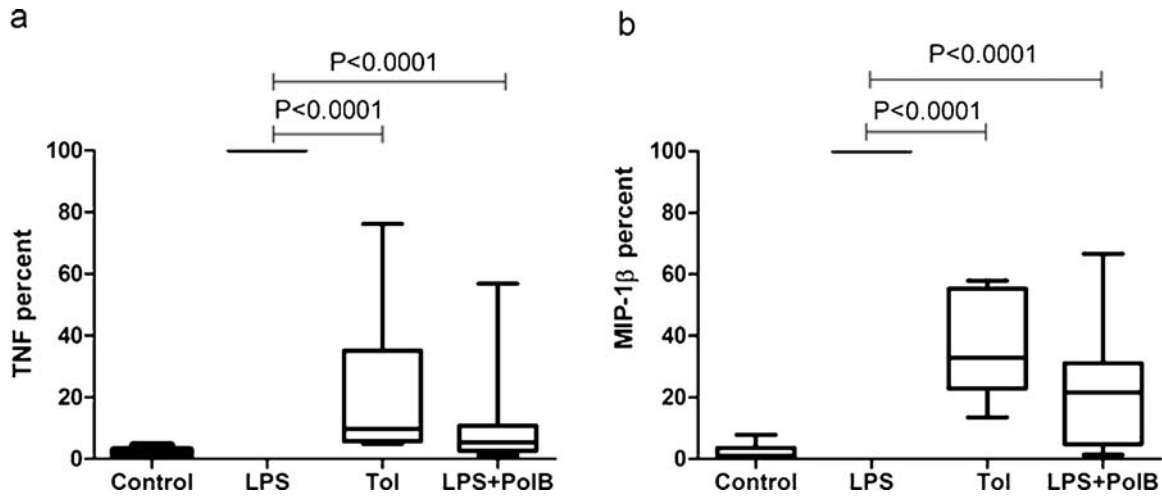 a
P<0.0001
P<0.0001
TNF percent
100
80
60
40
20
0
Control LPS Tol LPS+PolB
b
P<0.0001
P<0.0001
MIP-1β percent
100
80
60
40
20
0
Control LPS Tol LPS+PolB